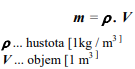 m = ρ. V
ρ... hustota [1kg / m³ ]
V ... objem [1 m³ ]